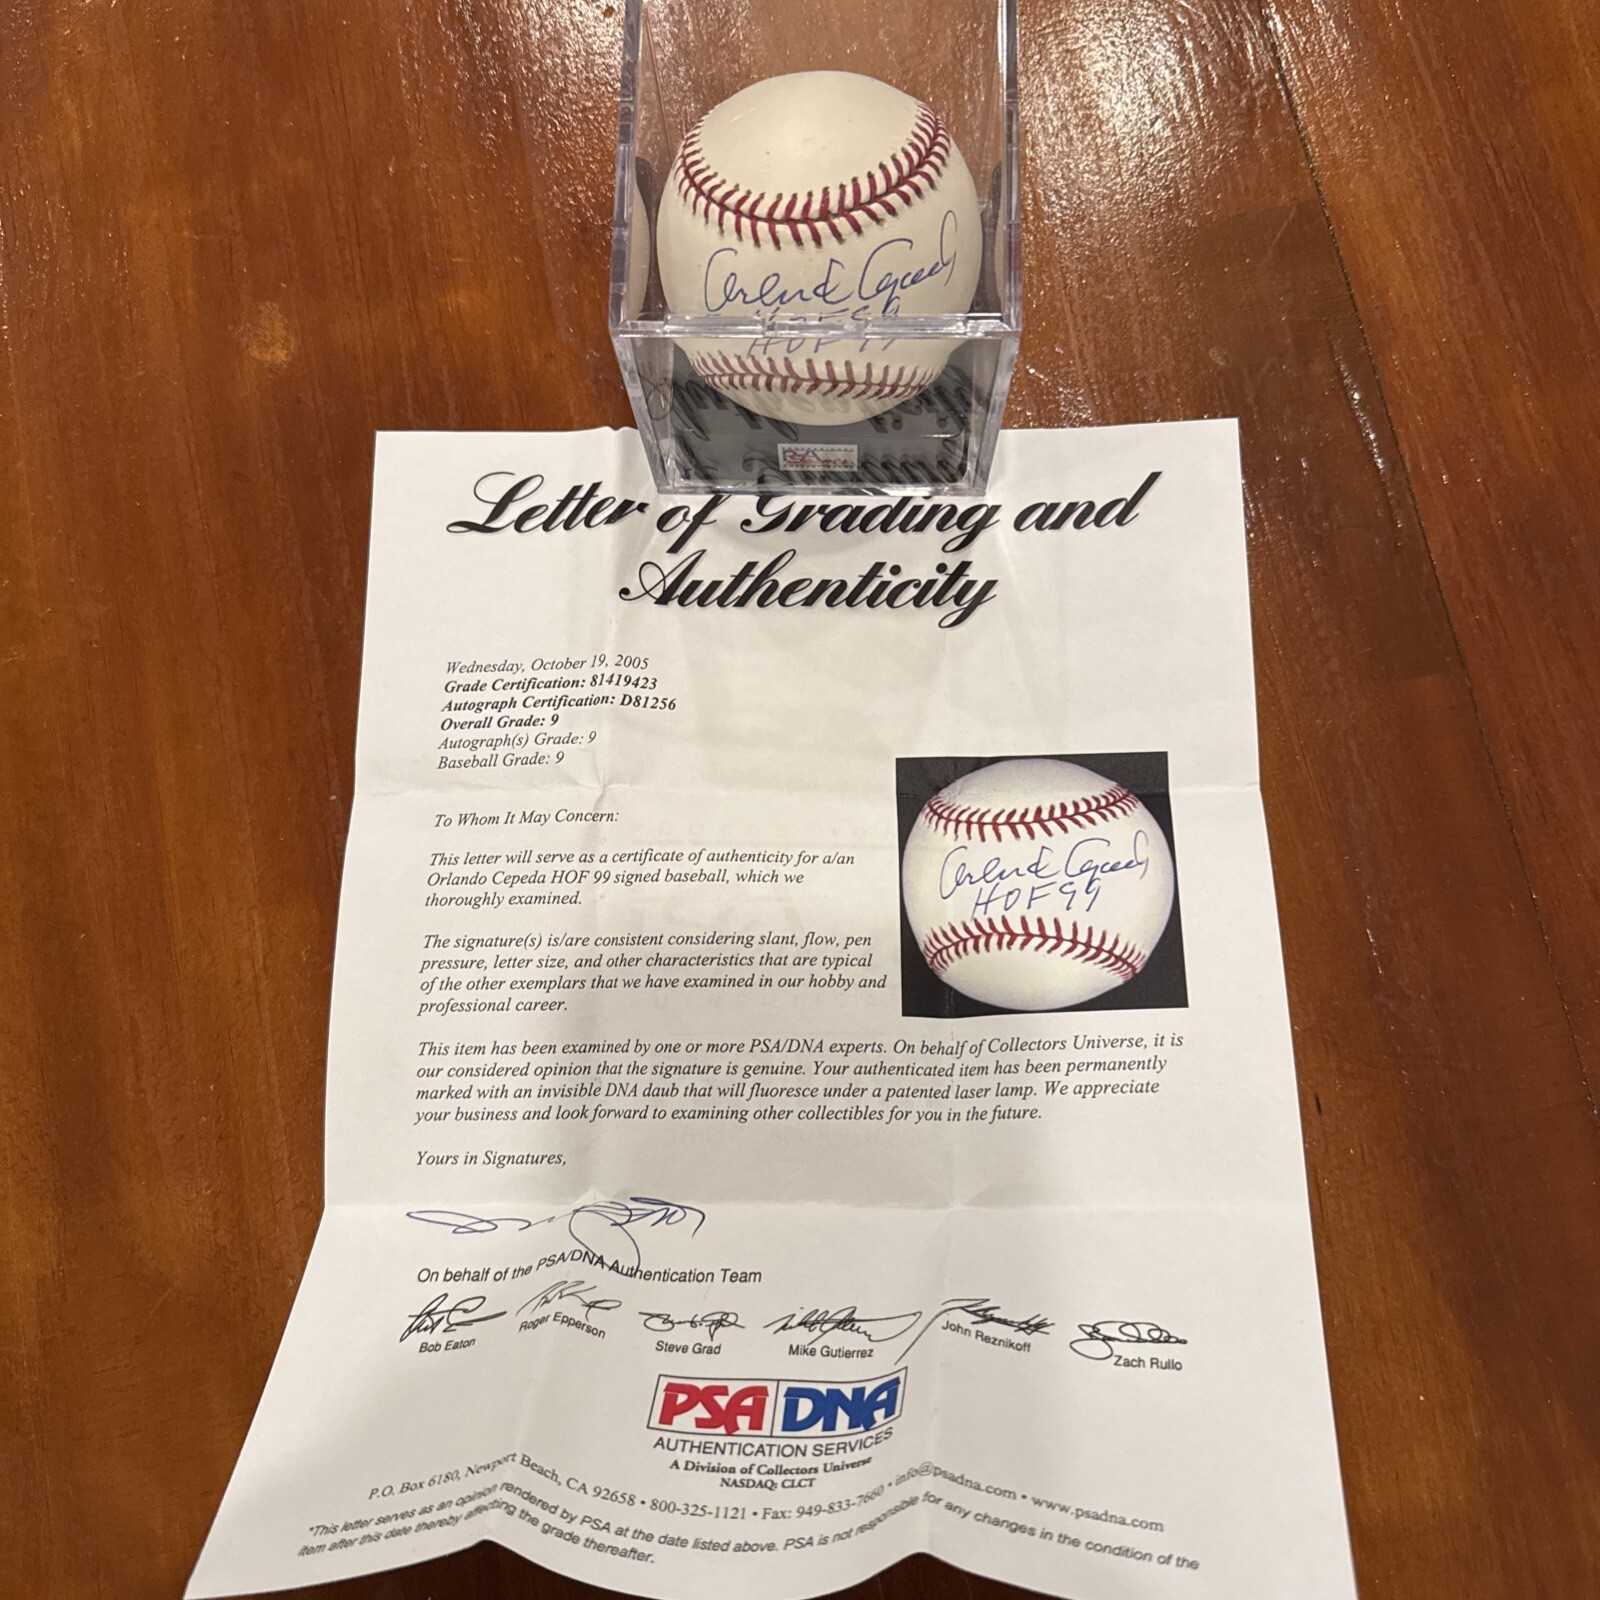 Orlando Cepeda
HOF 99
PSA
Letter of Grading and
Authenticity
Wednesday, October 19, 2005
Grade Certification: 81419423
Autograph Certification: D81256
Overall Grade: 9
Autograph(s) Grade: 9
Baseball Grade: 9
To Whom It May Concern:
This letter will serve as a certificate of authenticity for a/an
Orlando Cepeda HOF 99 signed baseball, which we
thoroughly examined.
Orlando Cepeda
HOF 99
The signature(s) is/are consistent considering slant, flow, pen
pressure, letter size, and other characteristics that are typical
of the other exemplars that we have examined in our hobby and
professional career.
This item has been examined by one or more PSA/DNA experts. On behalf of Collectors Universe, it is
our considered opinion that the signature is genuine. Your authenticated item has been permanently
marked with an invisible DNA daub that will fluoresce under a patented laser lamp. We appreciate
your business and look forward to examining other collectibles for you in the future.
Yours in Signatures,
On behalf of the PSA/DNA Authentication Team
Bob Eaton Roger Epperson Steve Grad Mike Gutierrez John Reznikoff Zach Rullo
PSA DNA
AUTHENTICATION SERVICES
A Division of Collectors Universe
NASDAQ: CLCT
P.O. Box 6180, Newport Beach, CA 92658 • 800-325-1121 • Fax: 949-833-7660 • info@psadna.com • www.psadna.com
*This letter serves as an opinion rendered by PSA at the date listed above. PSA is not responsible for any changes in the condition of the
item after this date thereby affecting the grade thereafter.